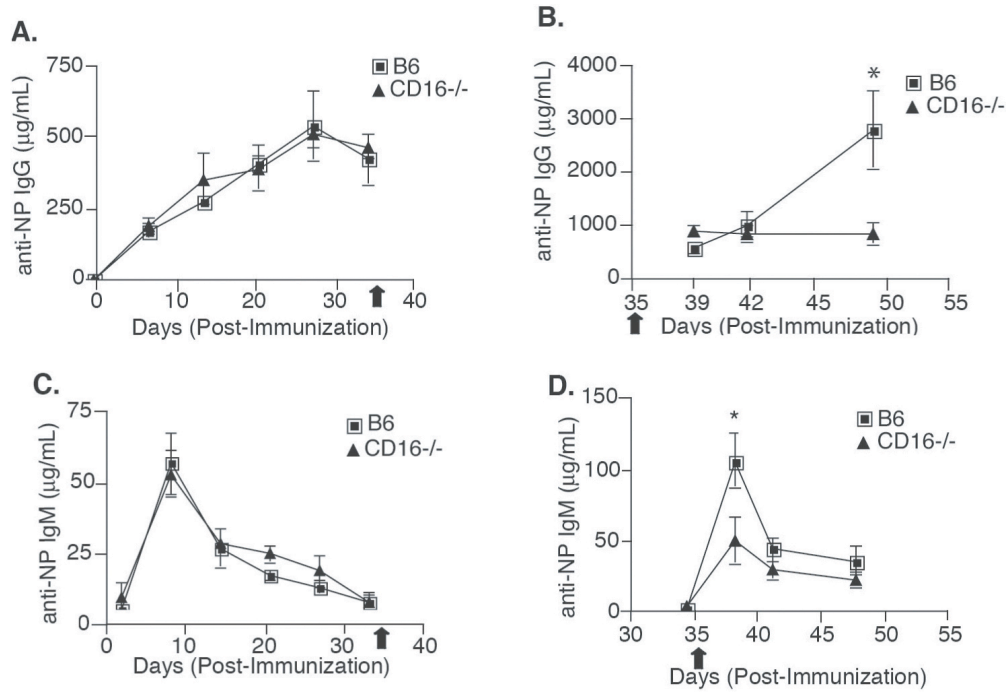 A.
750
500
250
0
anti-NP IgG (µg/mL)
B6
CD16-/-
0 10 20 30 40
Days (Post-Immunization)
B.
4000
3000
2000
1000
0
anti-NP IgG (µg/mL)
*
B6
CD16-/-
35 39 42 45 50 55
Days (Post-Immunization)
C.
75
50
25
0
anti-NP IgM (µg/mL)
B6
CD16-/-
0 10 20 30 40
Days (Post-Immunization)
D.
150
100
50
0
anti-NP IgM (µg/mL)
*
B6
CD16-/-
30 35 40 45 50 55
Days (Post-Immunization)